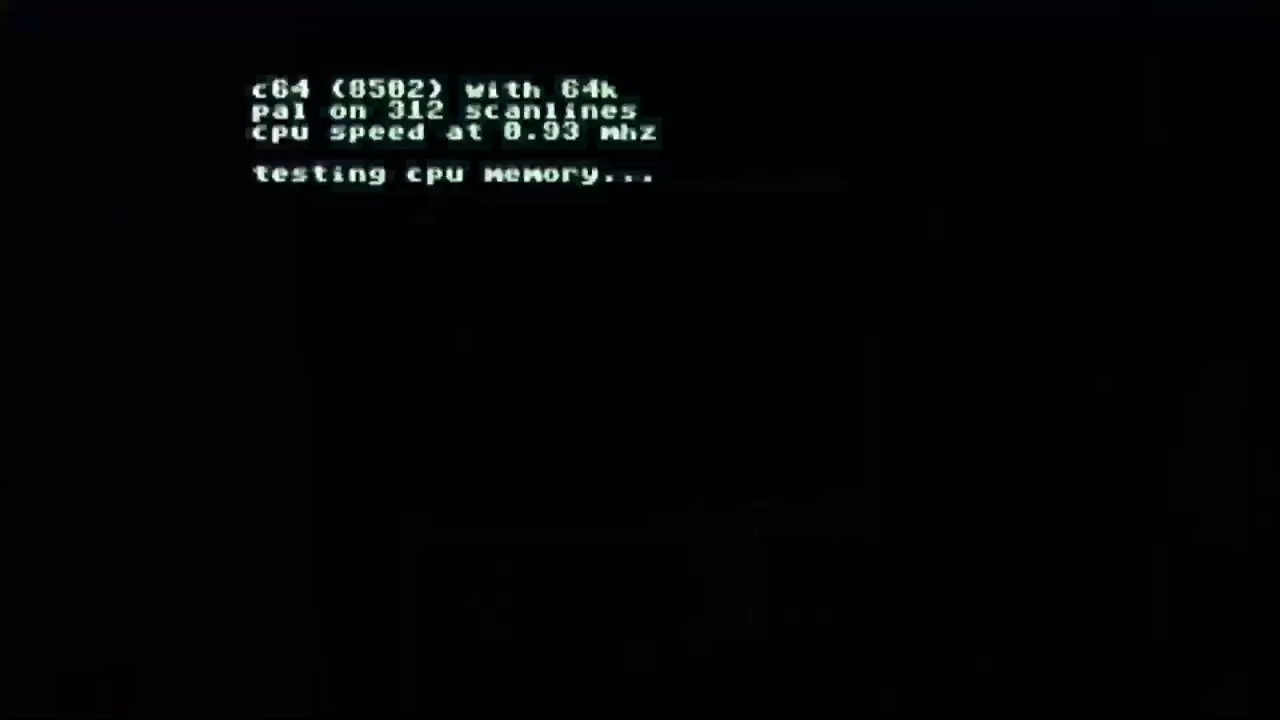 c64 (8502) with 64k
pal on 312 scanlines
cpu speed at 0.93 mhz
testing cpu memory...